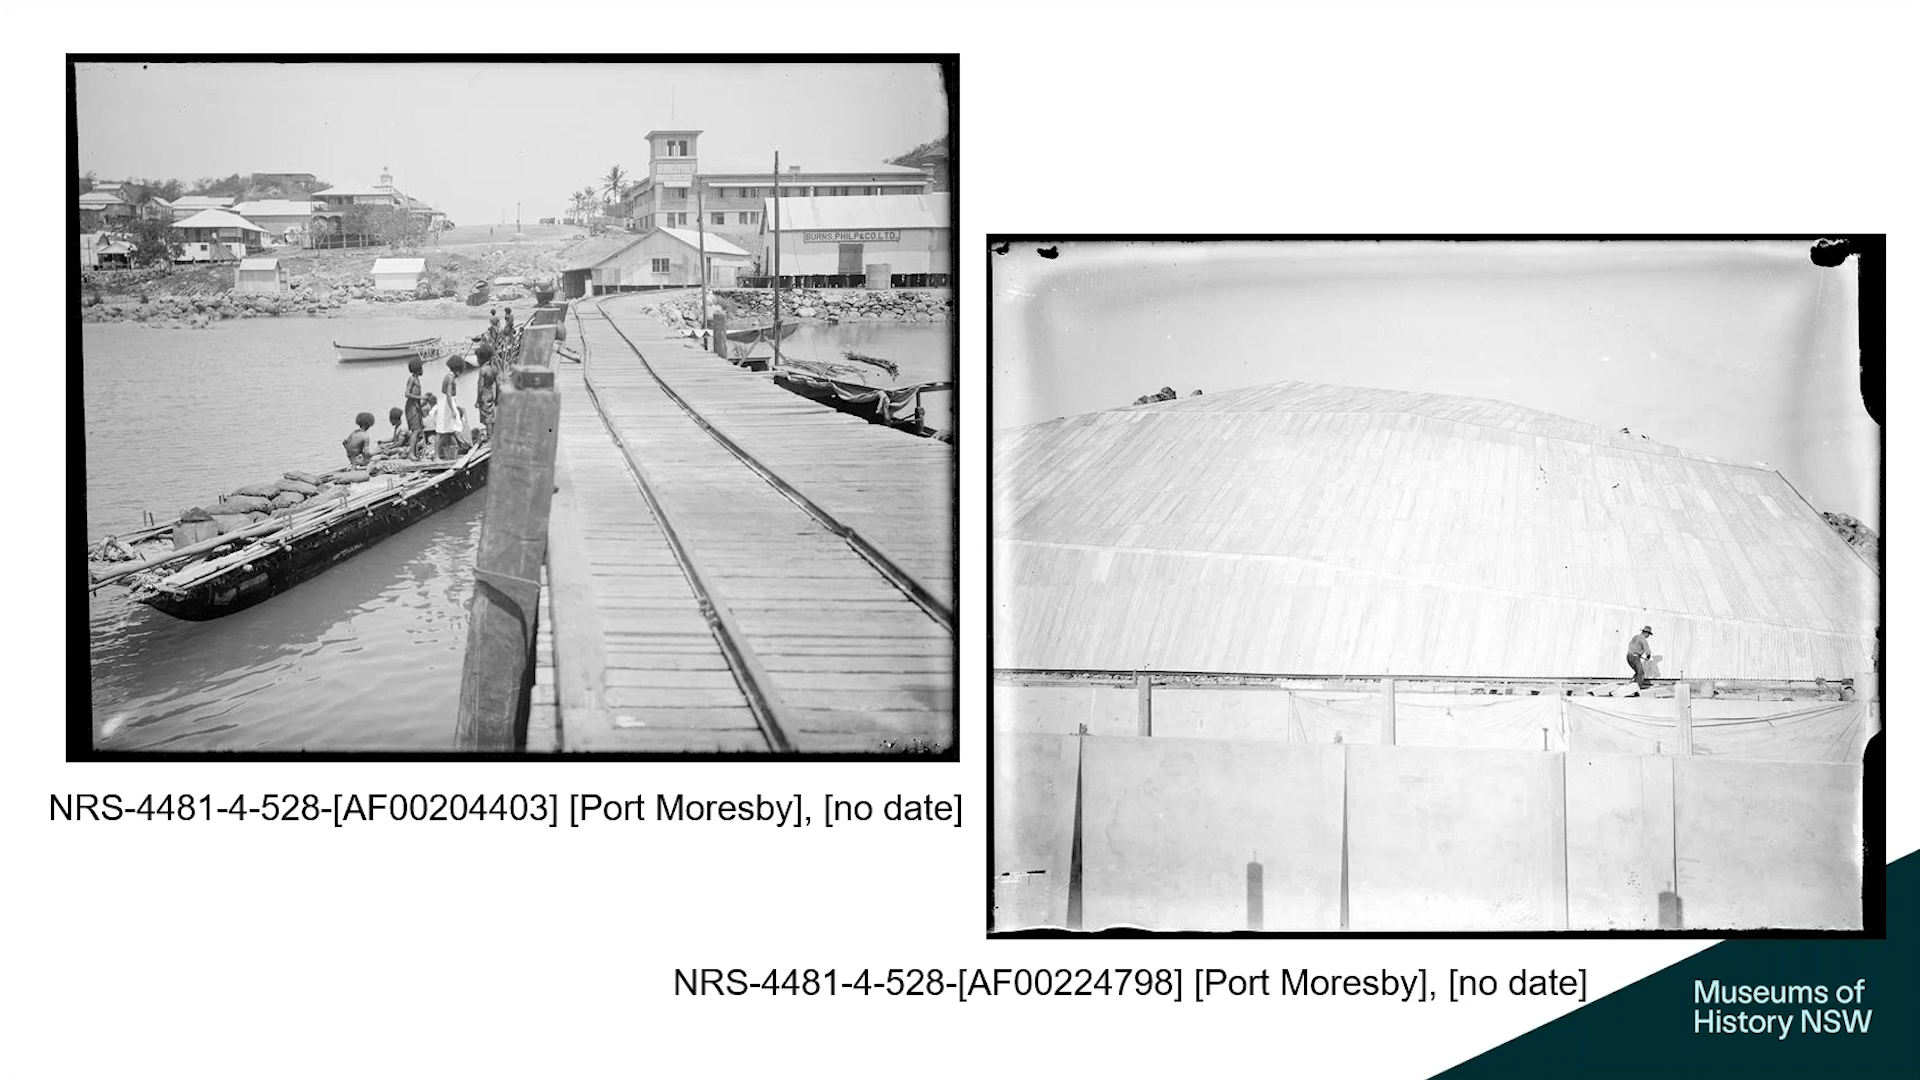 BURNS, PHILP & CO. LTD.
NRS-4481-4-528-[AF00204403] [Port Moresby], [no date]
NRS-4481-4-528-[AF00224798] [Port Moresby], [no date]
Museums of
History NSW